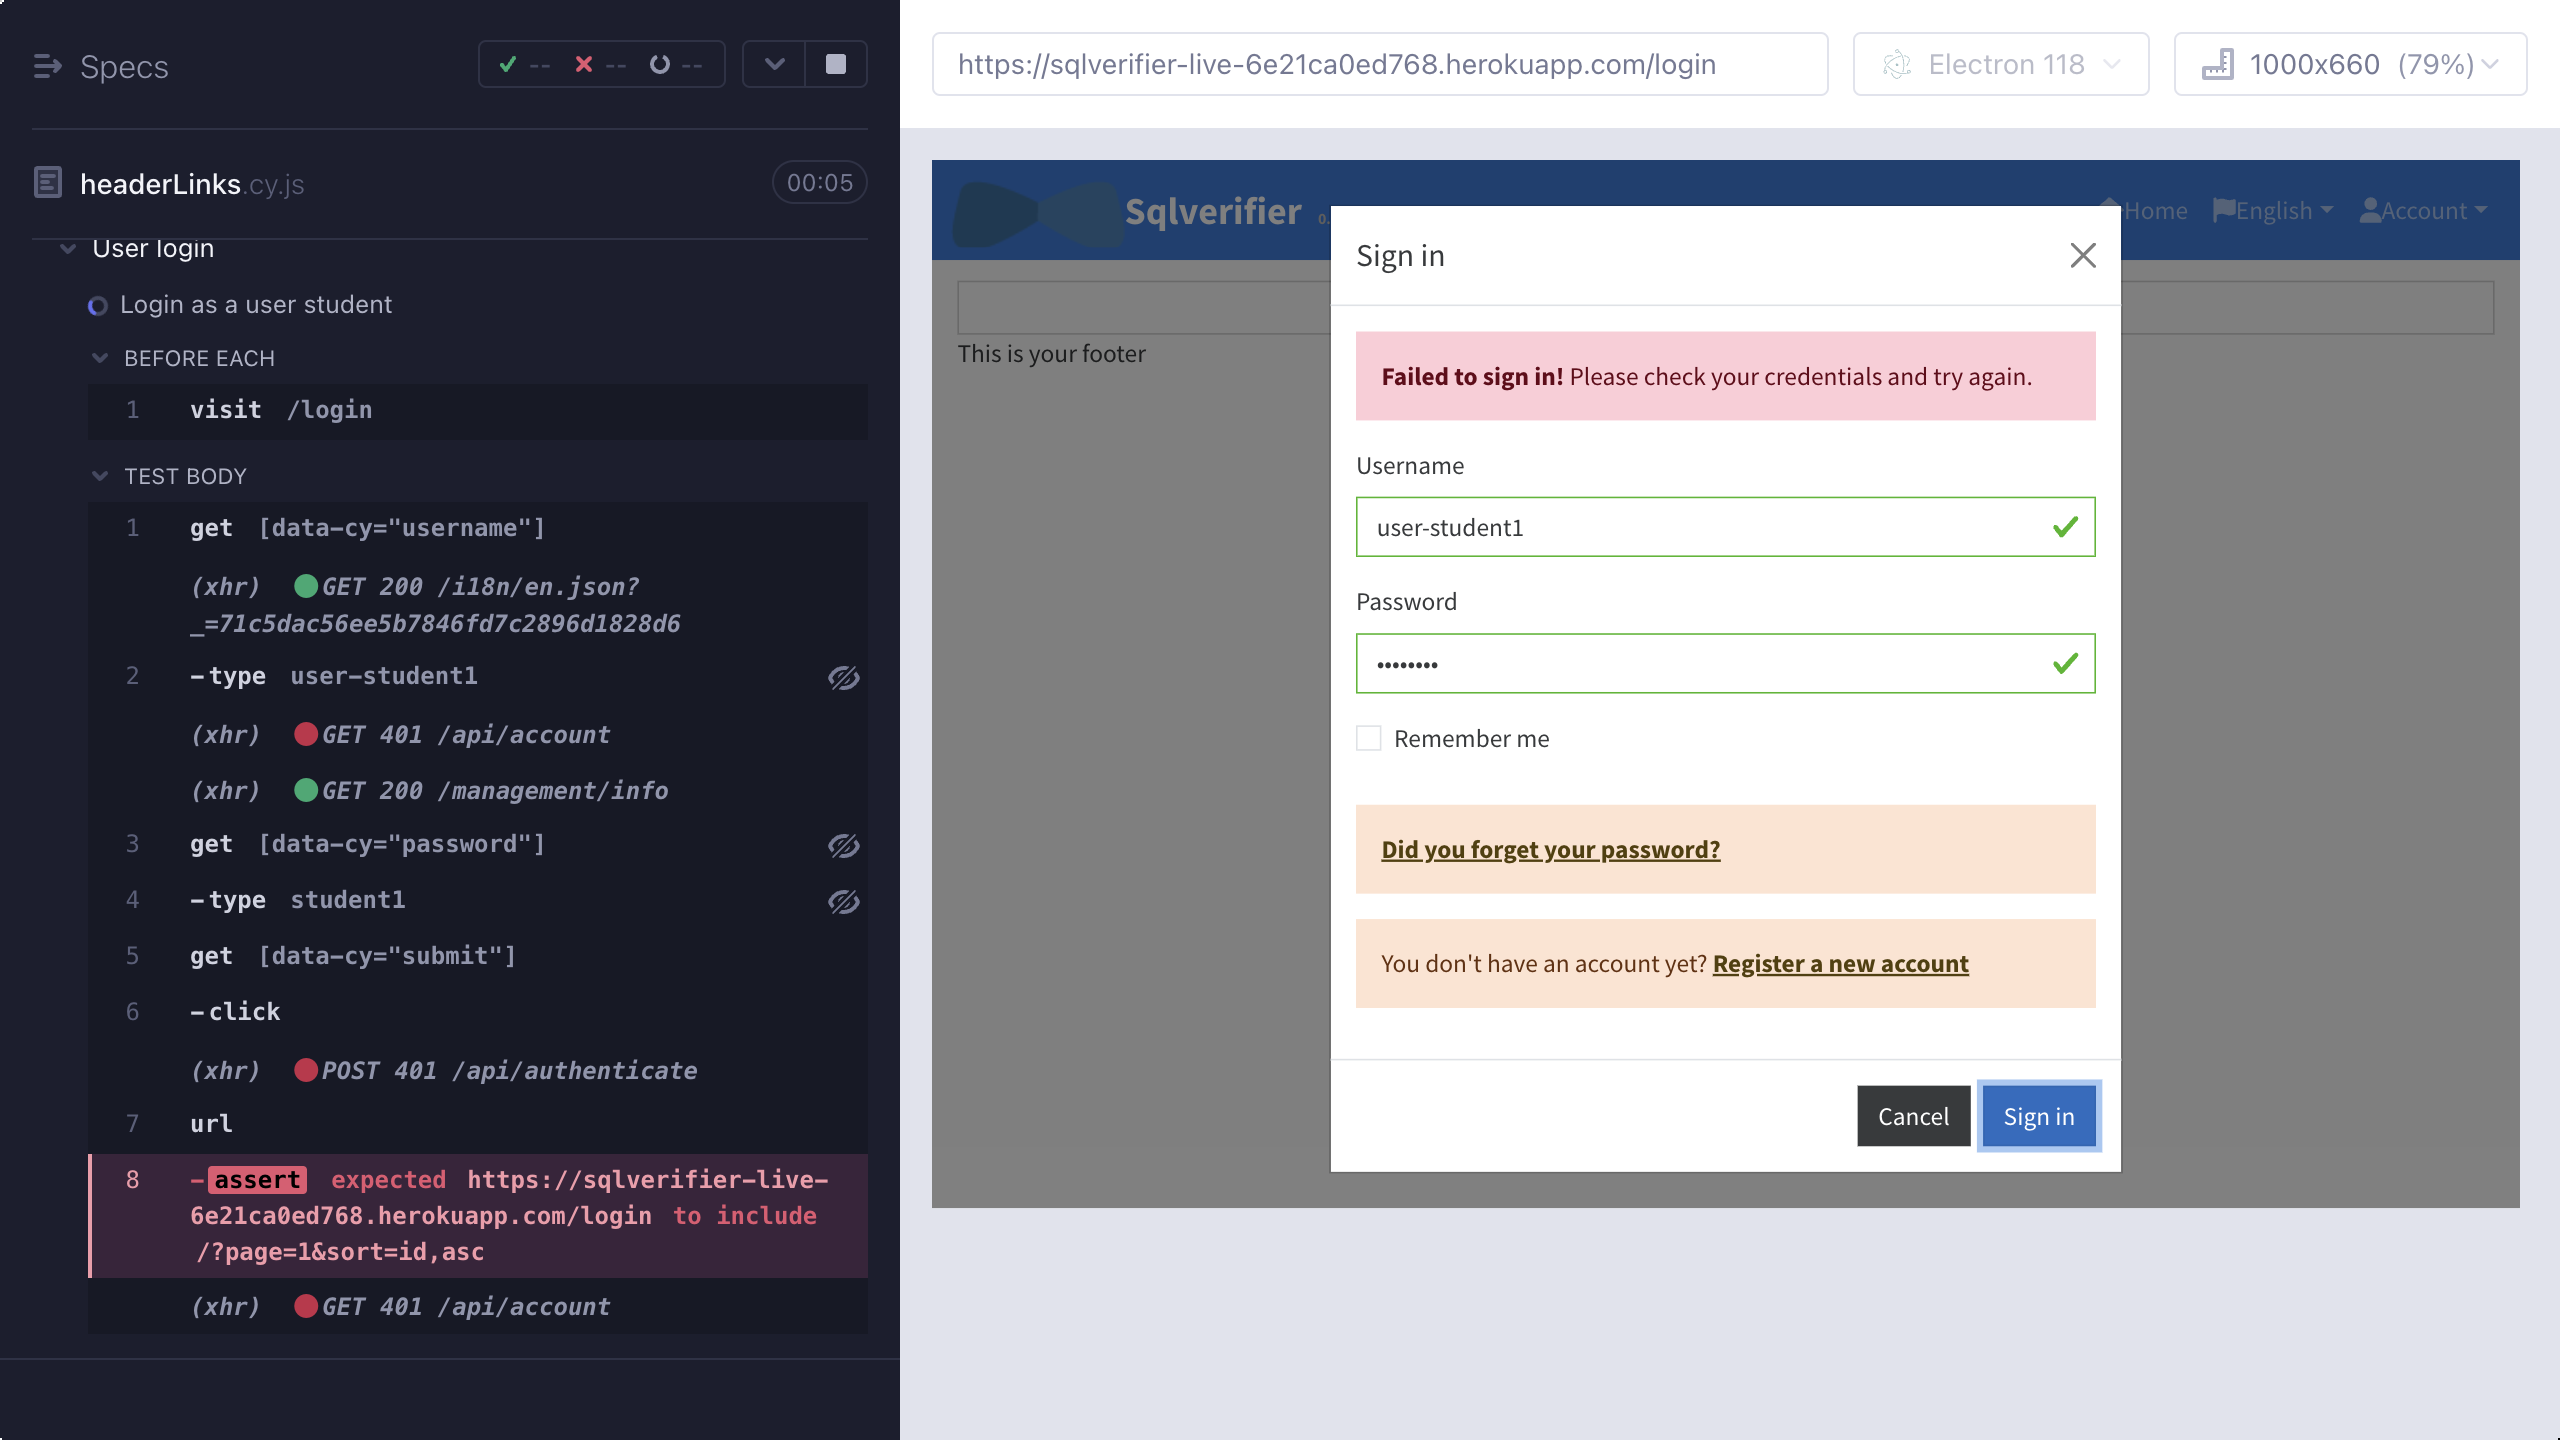 Specs
-- -- --
headerLinks.cy.js
00:05
User login
Login as a user student
BEFORE EACH
1 visit /login
TEST BODY
1 get [data-cy="username"]
(xhr) GET 200 /i18n/en.json?
_=71c5dac56ee5b7846fd7c2896d1828d6
2 -type user-student1
(xhr) GET 401 /api/account
(xhr) GET 200 /management/info
3 get [data-cy="password"]
4 -type student1
5 get [data-cy="submit"]
6 -click
(xhr) POST 401 /api/authenticate
7 url
8 -assert expected https://sqlverifier-live-
6e21ca0ed768.herokuapp.com/login to include
/?page=1&sort=id,asc
(xhr) GET 401 /api/account
https://sqlverifier-live-6e21ca0ed768.herokuapp.com/login
Electron 118
1000x660 (79%)
Sqlverifier
Home English Account
This is your footer
Sign in
Failed to sign in! Please check your credentials and try again.
Username
user-student1
Password
••••••••
Remember me
Did you forget your password?
You don't have an account yet? Register a new account
Cancel Sign in